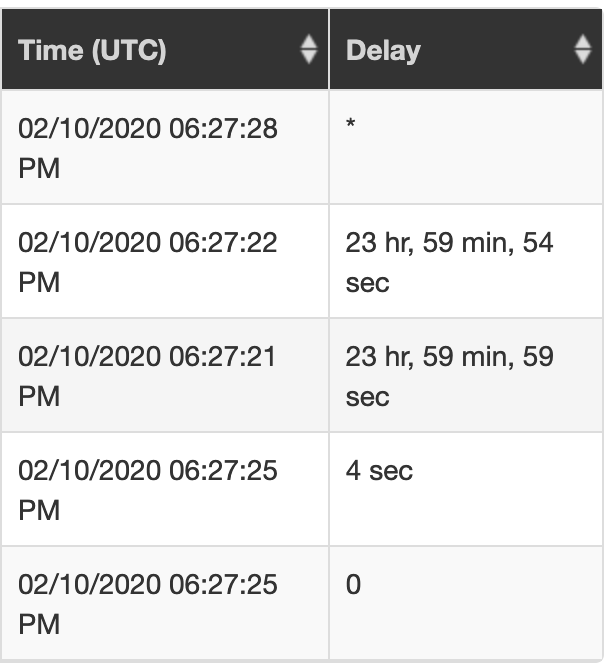 Time (UTC) Delay
02/10/2020 06:27:28 *
PM
02/10/2020 06:27:22 23 hr, 59 min, 54
PM sec
02/10/2020 06:27:21 23 hr, 59 min, 59
PM sec
02/10/2020 06:27:25 4 sec
PM
02/10/2020 06:27:25 0
PM